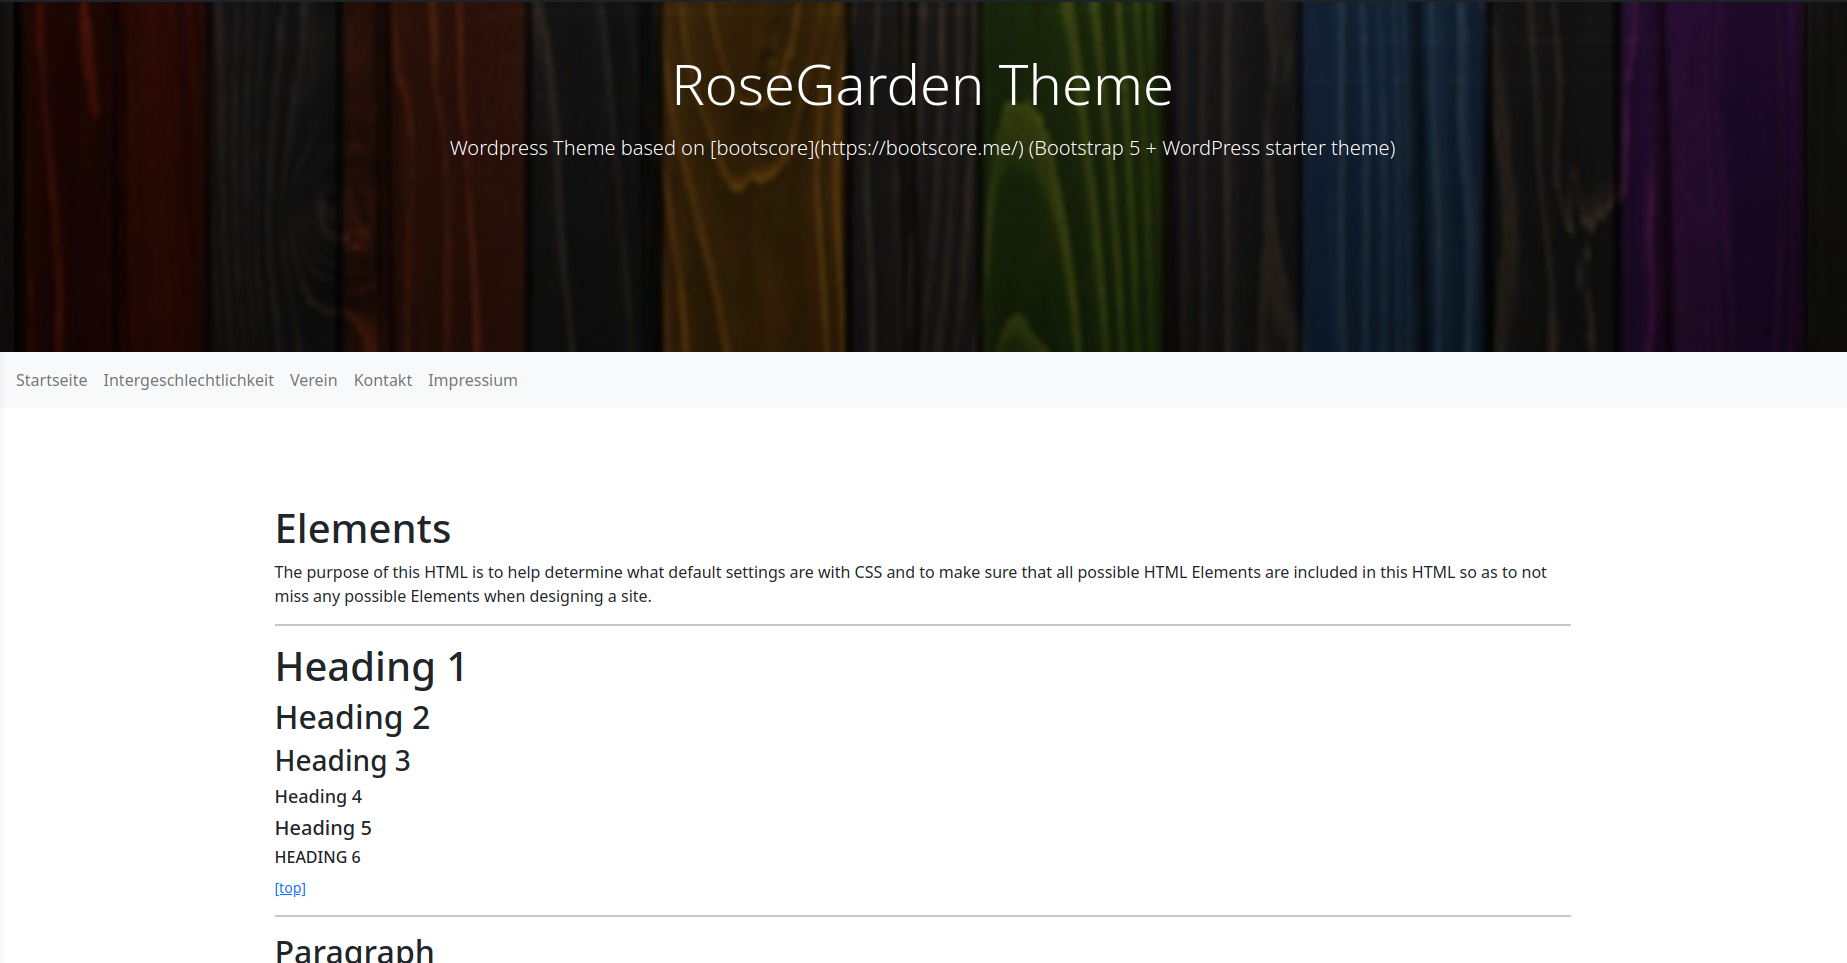 RoseGarden Theme
Wordpress Theme based on [bootscore](https://bootscore.me/) (Bootstrap 5 + WordPress starter theme)
Startseite Intergeschlechtlichkeit Verein Kontakt Impressium
Elements
The purpose of this HTML is to help determine what default settings are with CSS and to make sure that all possible HTML Elements are included in this HTML so as to not
miss any possible Elements when designing a site.
Heading 1
Heading 2
Heading 3
Heading 4
Heading 5
HEADING 6
[top]
Paragraph